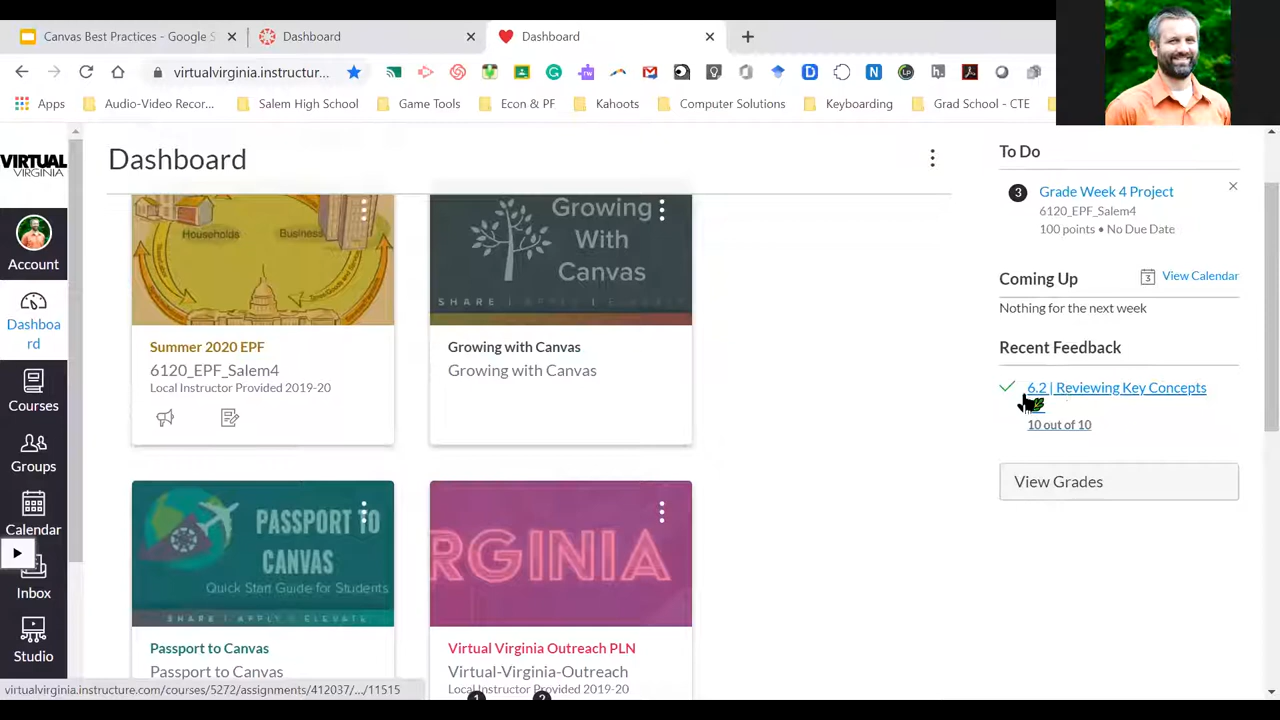 Canvas Best Practices - Google S
Dashboard
Dashboard
virtualvirginia.instructur...
Apps
Audio-Video Recor...
Salem High School
Game Tools
Econ & PF
Kahoots
Computer Solutions
Keyboarding
Grad School - CTE
VIRTUAL
VIRGINIA
Account
Dashboa
rd
Courses
Groups
Calendar
Inbox
Studio
Dashboard
Households
Business
Summer 2020 EPF
6120_EPF_Salem4
Local Instructor Provided 2019-20
Growing
With
Canvas
SHARE
Growing with Canvas
Growing with Canvas
PASSPORT TO
CANVAS
Quick Start Guide for Students
SHARE | APPLY | ELEVATE
Passport to Canvas
Passport to Canvas
RGINIA
Virtual Virginia Outreach PLN
Virtual-Virginia-Outreach
Local Instructor Provided 2019-20
1
2
To Do
3
Grade Week 4 Project
6120_EPF_Salem4
100 points • No Due Date
Coming Up
3
View Calendar
Nothing for the next week
Recent Feedback
6.2 | Reviewing Key Concepts
10 out of 10
View Grades
virtualvirginia.instructure.com/courses/5272/assignments/412037/.../11515